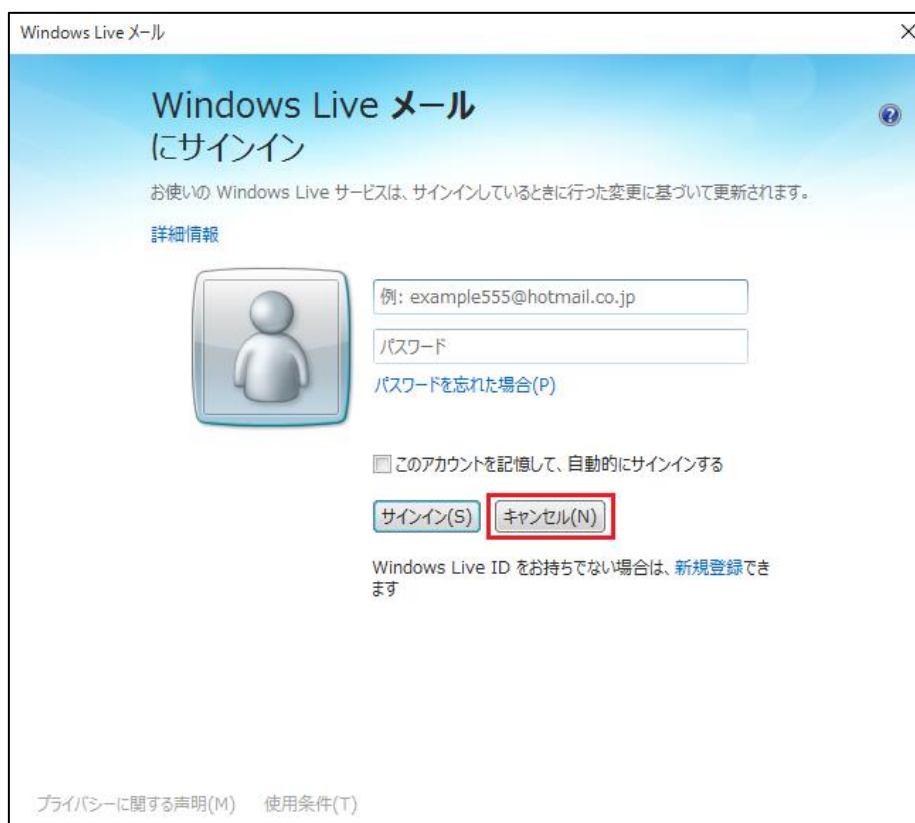 Windows Live メール
Windows Live メール
にサインイン
お使いの Windows Live サービスは、サインインしているときに行った変更に基づいて更新されます。
詳細情報
例: example555@hotmail.co.jp
パスワード
パスワードを忘れた場合(P)
このアカウントを記憶して、自動的にサインインする
サインイン(S) キャンセル(N)
Windows Live ID をお持ちでない場合は、新規登録でき
ます
プライバシーに関する声明(M) 使用条件(T)